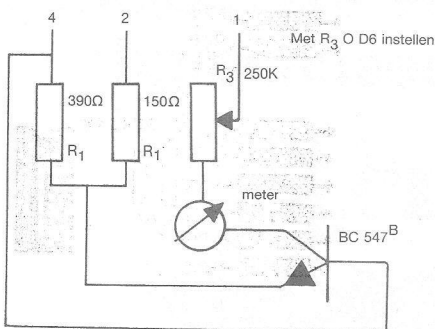 4 2 1
Met R3 O D6 instellen
R3 250K
390Ω 150Ω
R1 R1
meter
BC 547B